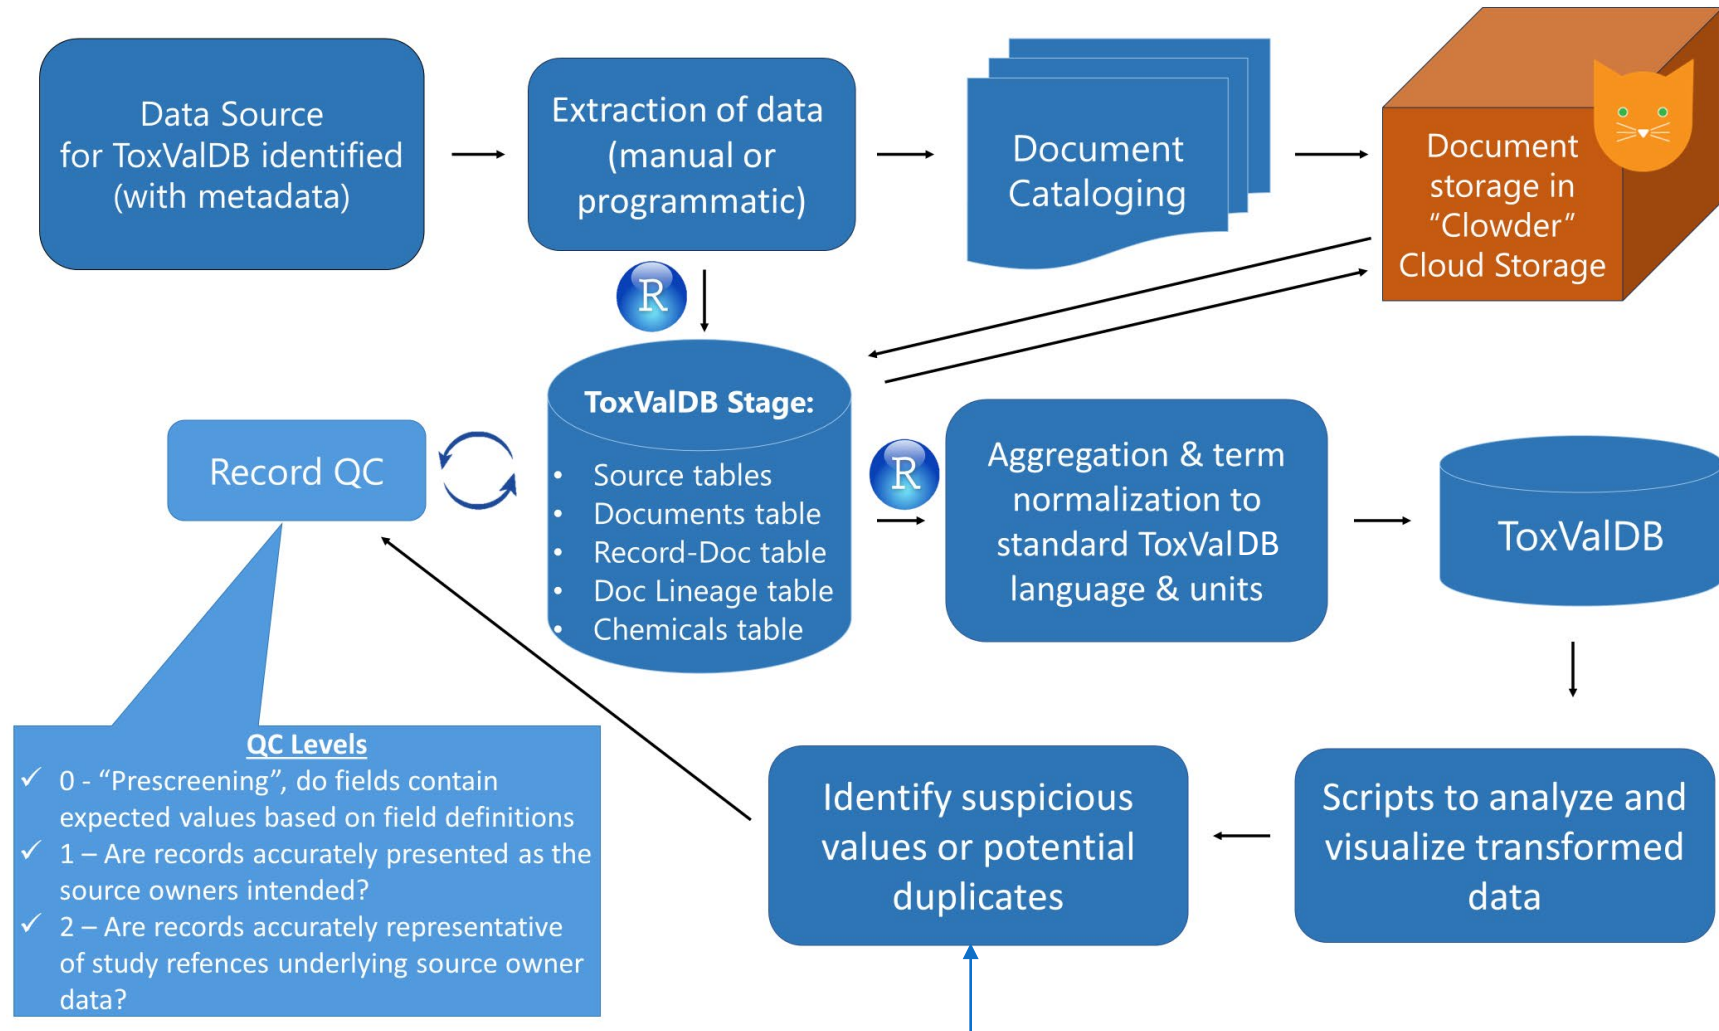 Data Source
for ToxValDB identified
(with metadata)
Extraction of data
(manual or
programmatic)
Document
Cataloging
Document
storage in
“Clowder”
Cloud Storage
R
ToxValDB Stage:
• Source tables
• Documents table
• Record-Doc table
• Doc Lineage table
• Chemicals table
Record QC
R
Aggregation & term
normalization to
standard ToxValDB
language & units
ToxValDB
QC Levels
✓ 0 - “Prescreening”, do fields contain
expected values based on field definitions
✓ 1 – Are records accurately presented as the
source owners intended?
✓ 2 – Are records accurately representative
of study refences underlying source owner
data?
Identify suspicious
values or potential
duplicates
Scripts to analyze and
visualize transformed
data